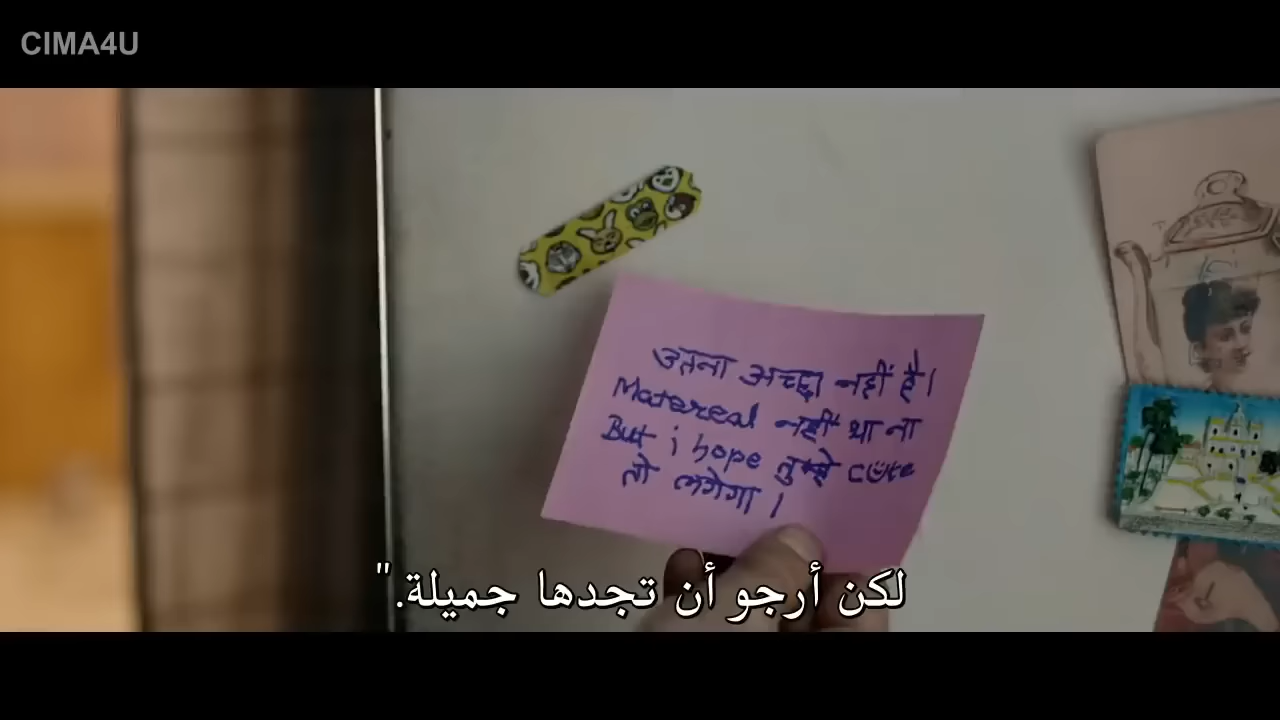 CIMA4U
उतना अच्छा नहीं है।
Matereal नहीं था ना
But i hope तुम्हे cute
तो लगेगा।
لكن أرجو أن تجدها جميلة."